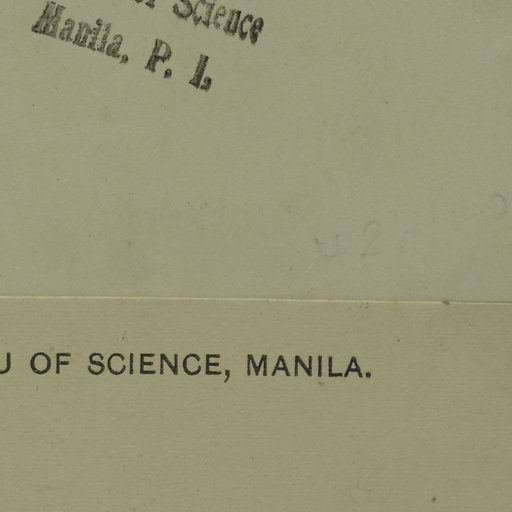 Science
Manila, P. I.
U OF SCIENCE, MANILA.